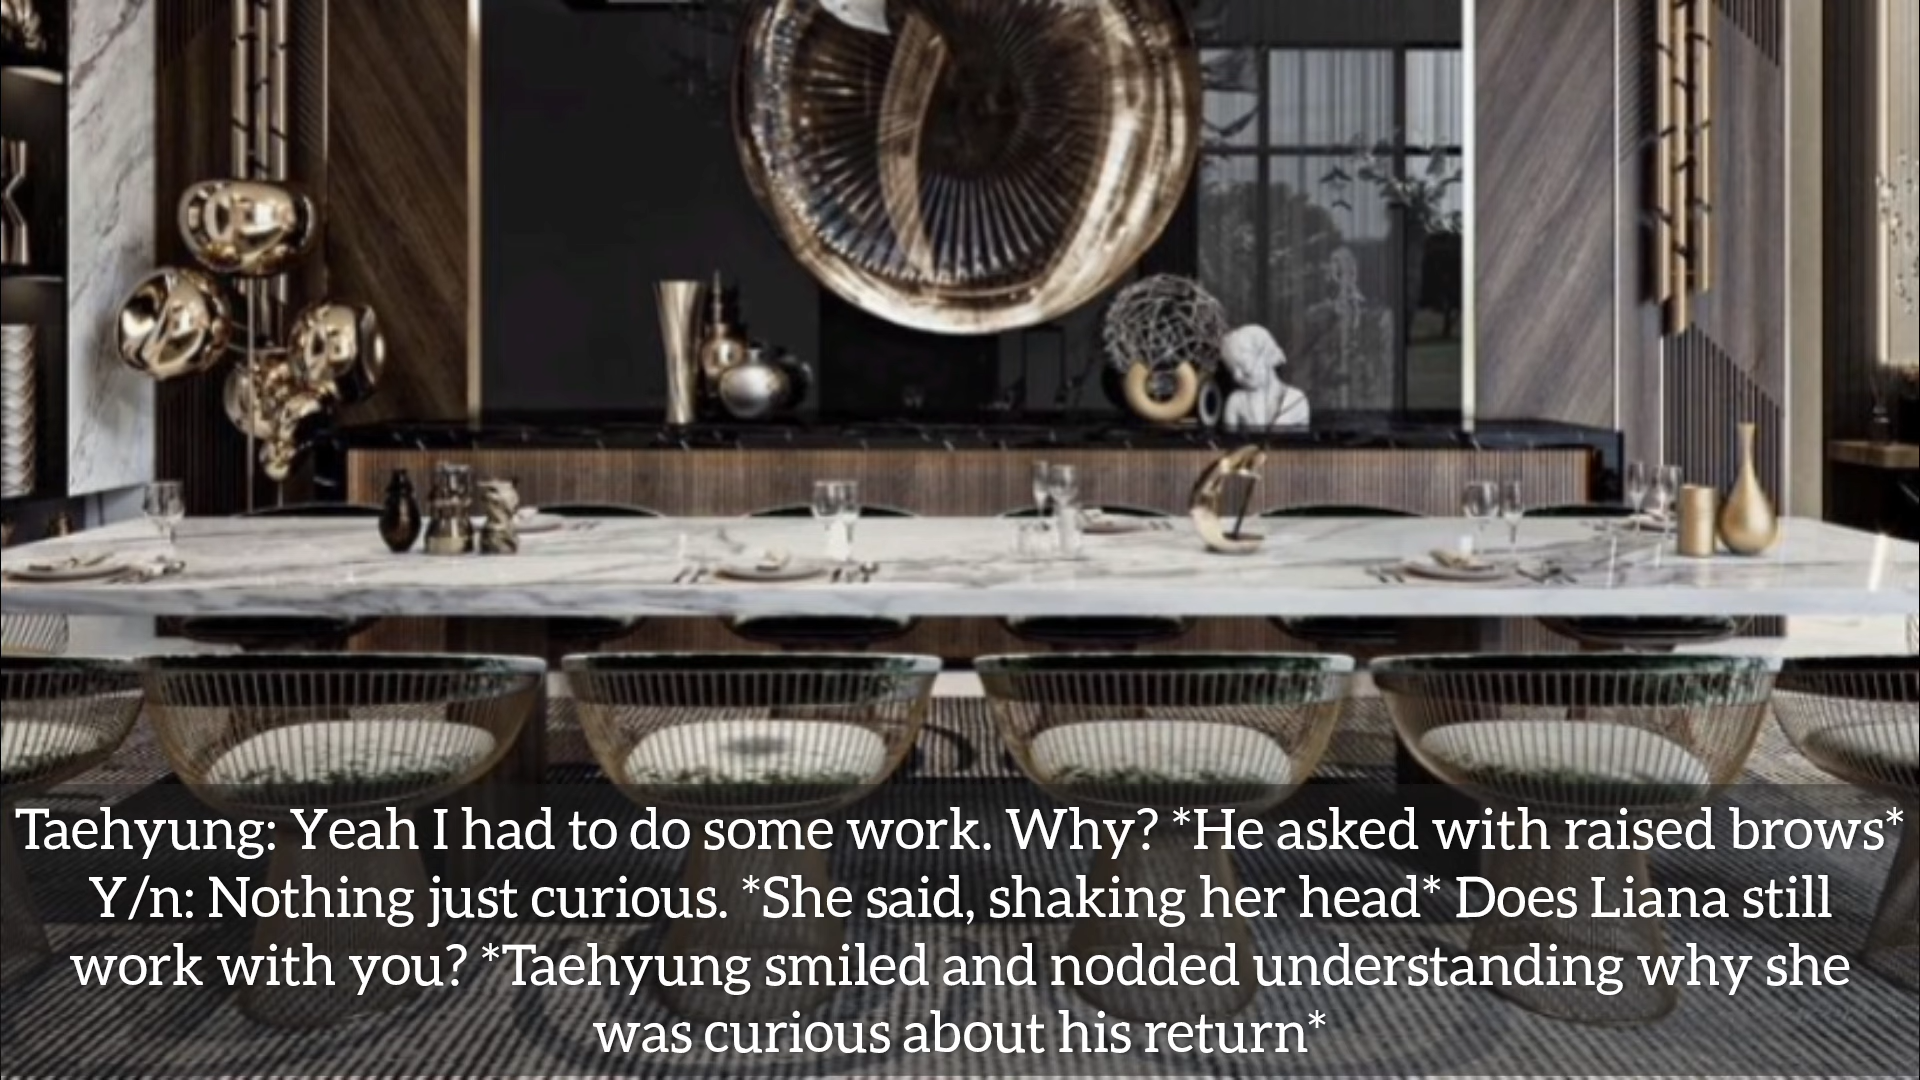 Taehyung: Yeah I had to do some work. Why? *He asked with raised brows*
Y/n: Nothing just curious. *She said, shaking her head* Does Liana still
work with you? *Taehyung smiled and nodded understanding why she
was curious about his return*